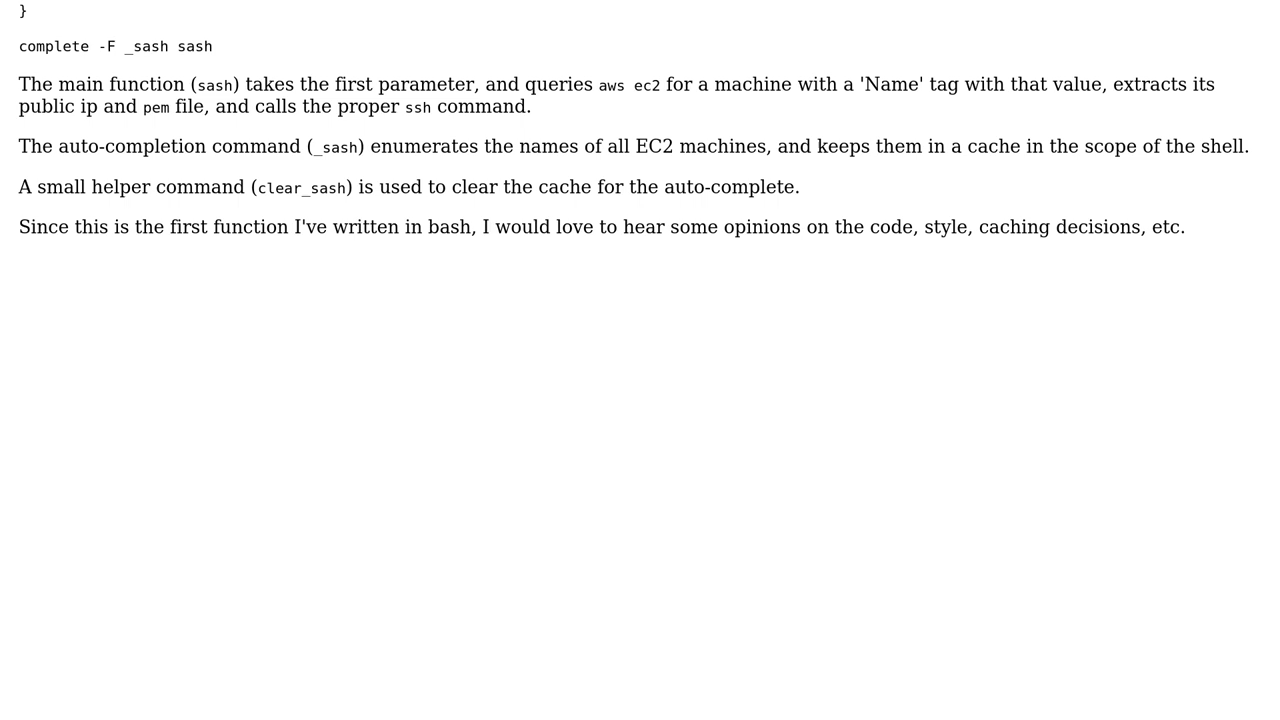 }
complete -F _sash sash
The main function (sash) takes the first parameter, and queries aws ec2 for a machine with a 'Name' tag with that value, extracts its
public ip and pem file, and calls the proper ssh command.
The auto-completion command (_sash) enumerates the names of all EC2 machines, and keeps them in a cache in the scope of the shell.
A small helper command (clear_sash) is used to clear the cache for the auto-complete.
Since this is the first function I've written in bash, I would love to hear some opinions on the code, style, caching decisions, etc.